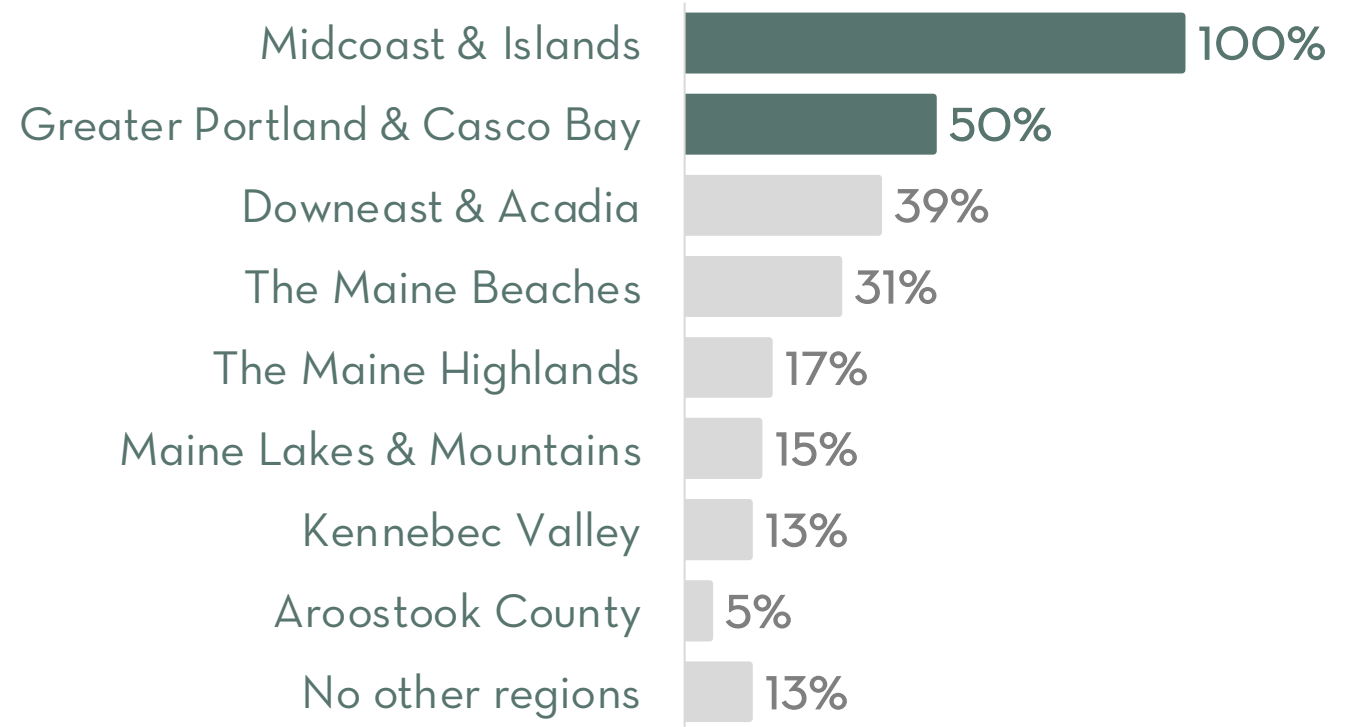 Midcoast & Islands 100%
Greater Portland & Casco Bay 50%
Downeast & Acadia 39%
The Maine Beaches 31%
The Maine Highlands 17%
Maine Lakes & Mountains 15%
Kennebec Valley 13%
Aroostook County 5%
No other regions 13%